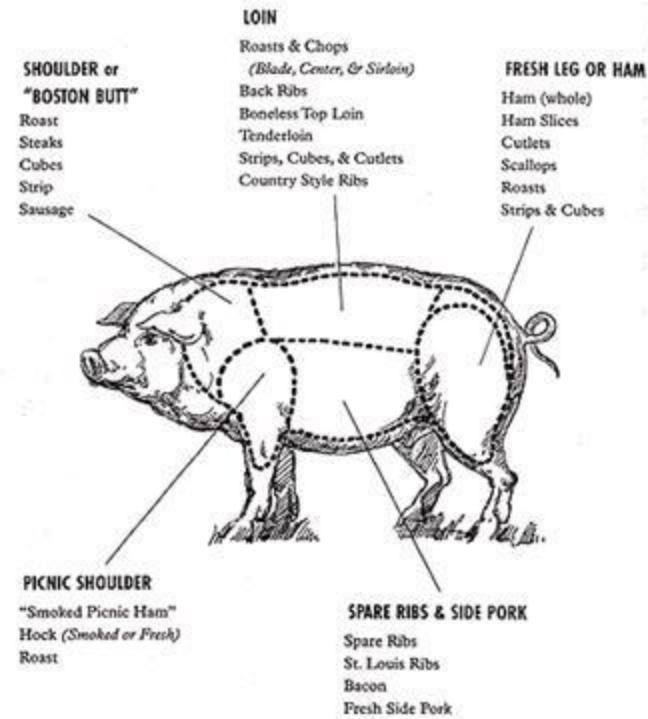 LOIN
Roasts & Chops
(Blade, Center, & Sirloin)
Back Ribs
Boneless Top Loin
Tenderloin
Strips, Cubes, & Cutlets
Country Style Ribs
SHOULDER or
"BOSTON BUTT"
Roast
Steaks
Cubes
Strip
Sausage
FRESH LEG OR HAM
Ham (whole)
Ham Slices
Cutlets
Scallops
Roasts
Strips & Cubes
PICNIC SHOULDER
"Smoked Picnic Ham"
Hock (Smoked or Fresh)
Roast
SPARE RIBS & SIDE PORK
Spare Ribs
St. Louis Ribs
Bacon
Fresh Side Pork